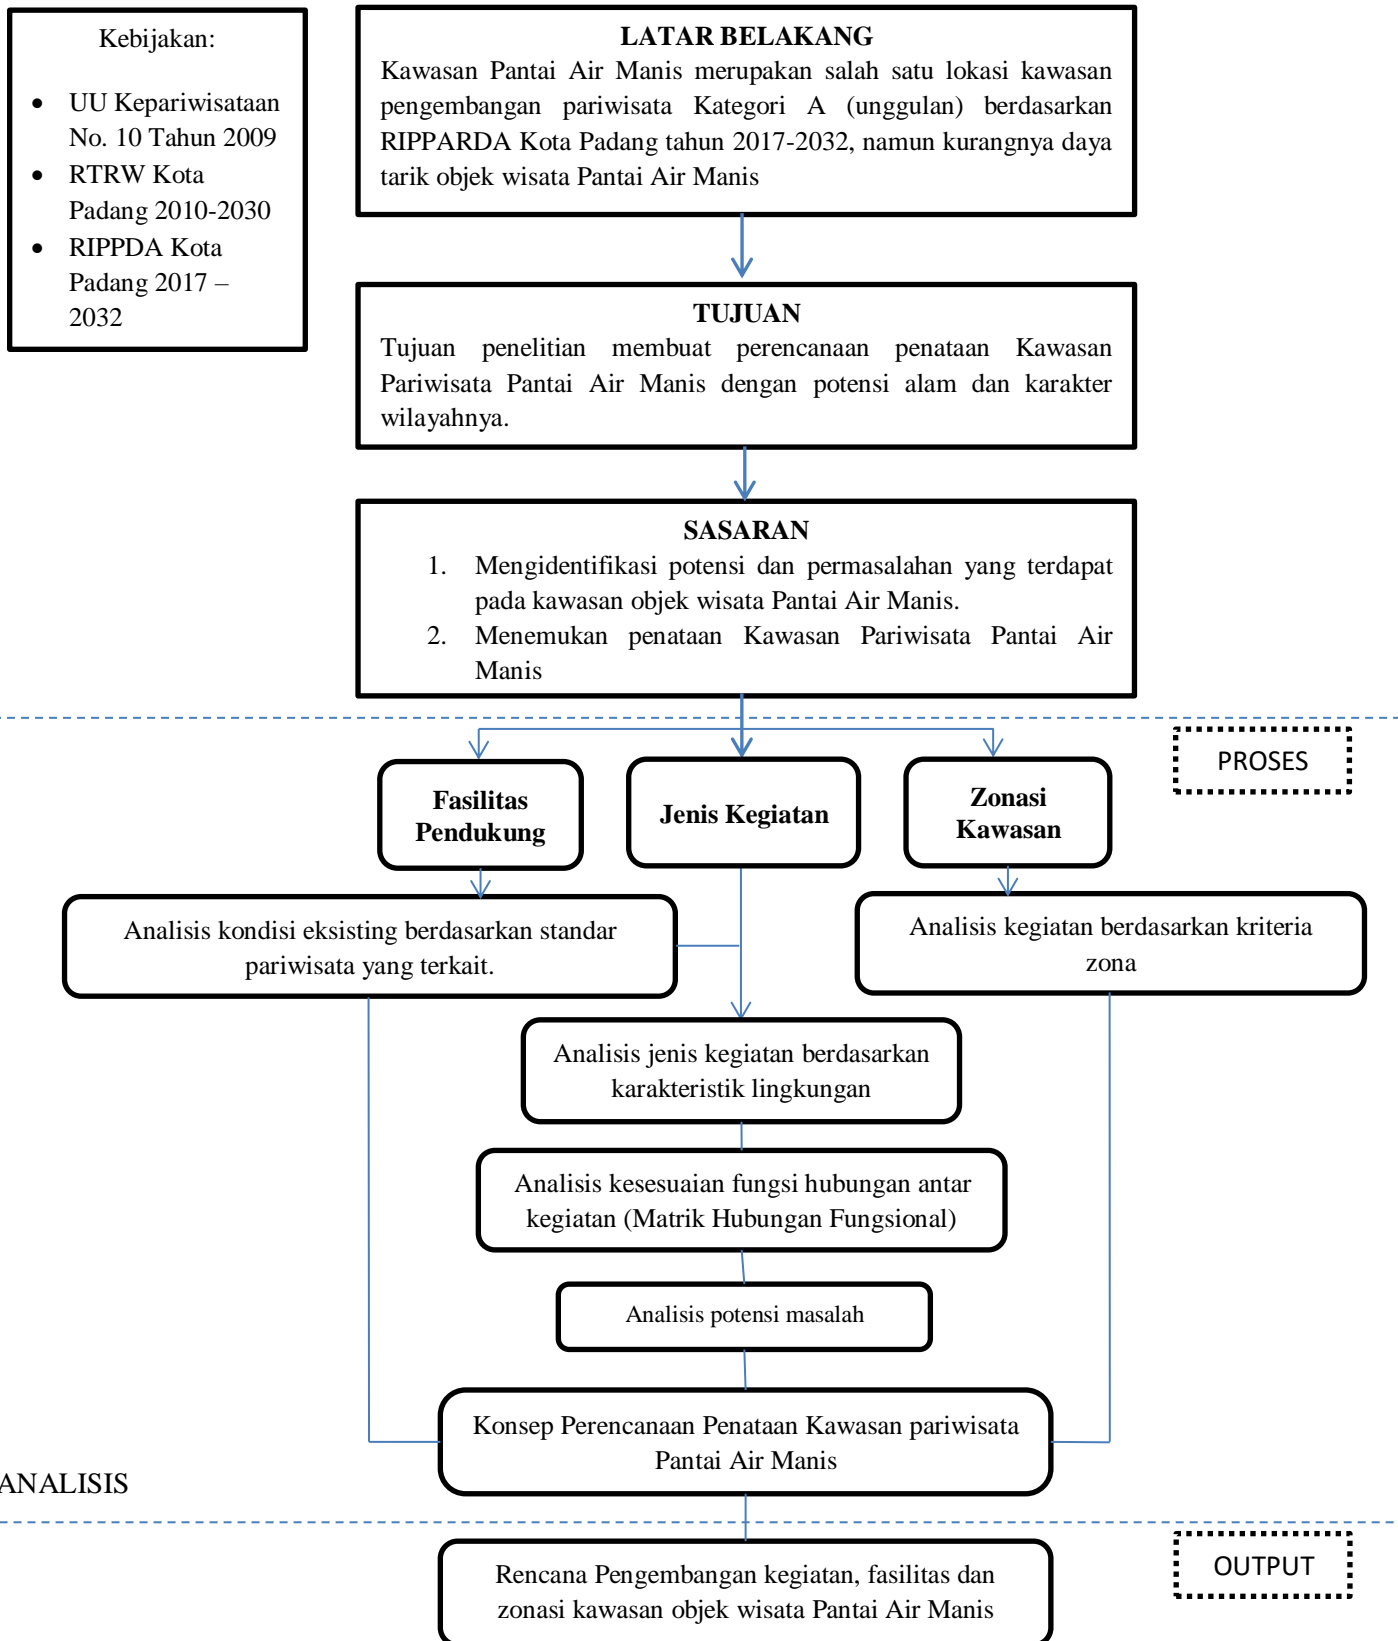 Kebijakan:
• UU Kepariwisataan
No. 10 Tahun 2009
• RTRW Kota
Padang 2010-2030
• RIPPDA Kota
Padang 2017 –
2032
LATAR BELAKANG
Kawasan Pantai Air Manis merupakan salah satu lokasi kawasan
pengembangan pariwisata Kategori A (unggulan) berdasarkan
RIPPARDA Kota Padang tahun 2017-2032, namun kurangnya daya
tarik objek wisata Pantai Air Manis
TUJUAN
Tujuan penelitian membuat perencanaan penataan Kawasan
Pariwisata Pantai Air Manis dengan potensi alam dan karakter
wilayahnya.
SASARAN
1. Mengidentifikasi potensi dan permasalahan yang terdapat
pada kawasan objek wisata Pantai Air Manis.
2. Menemukan penataan Kawasan Pariwisata Pantai Air
Manis
PROSES
Fasilitas
Pendukung
Jenis Kegiatan
Zonasi
Kawasan
Analisis kondisi eksisting berdasarkan standar
pariwisata yang terkait.
Analisis kegiatan berdasarkan kriteria
zona
Analisis jenis kegiatan berdasarkan
karakteristik lingkungan
Analisis kesesuaian fungsi hubungan antar
kegiatan (Matrik Hubungan Fungsional)
Analisis potensi masalah
Konsep Perencanaan Penataan Kawasan pariwisata
Pantai Air Manis
ANALISIS
OUTPUT
Rencana Pengembangan kegiatan, fasilitas dan
zonasi kawasan objek wisata Pantai Air Manis